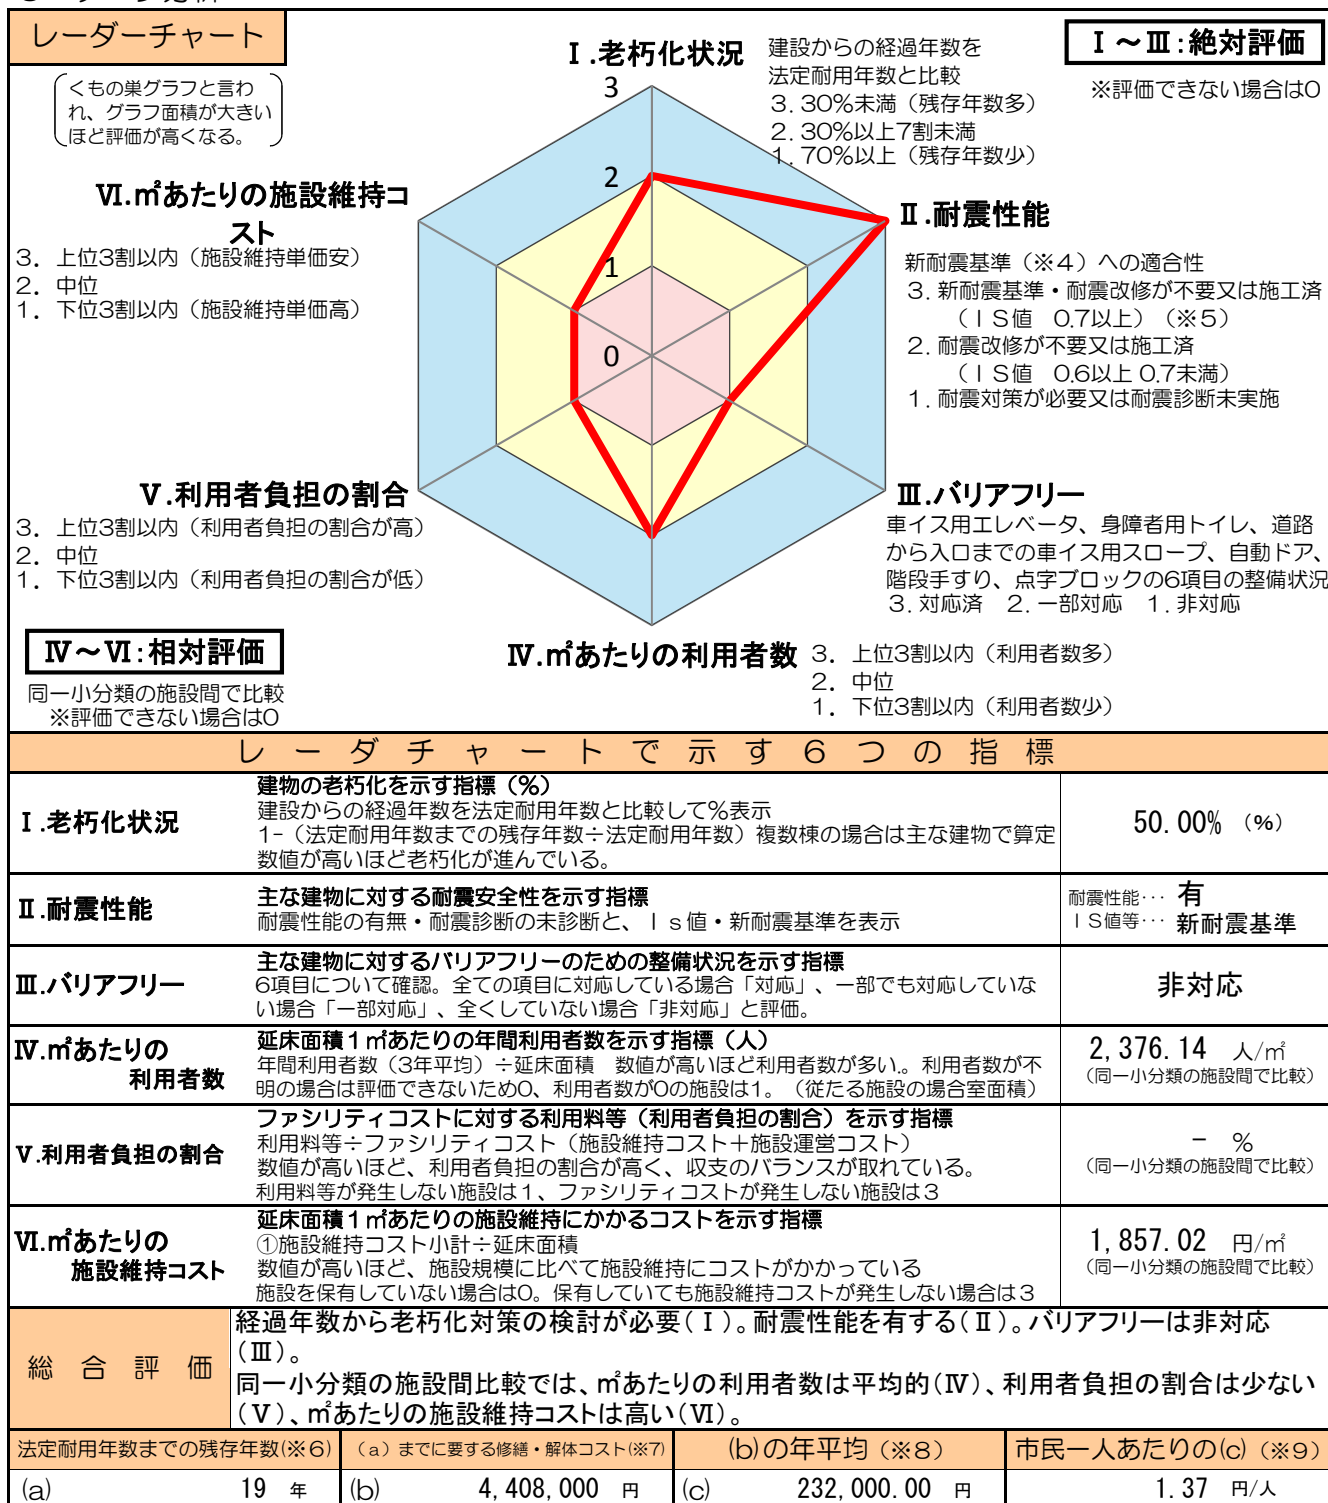 レーダーチャート
くもの巣グラフと言わ
れ、グラフ面積が大きい
ほど評価が高くなる。
Ⅰ.老朽化状況
建設からの経過年数を
法定耐用年数と比較
3. 30%未満（残存年数多）
2. 30%以上7割未満
1. 70%以上（残存年数少）
Ⅰ～Ⅲ:絶対評価
※評価できない場合は0
3
2
1
0
Ⅵ.㎡あたりの施設維持コ
スト
3．上位3割以内（施設維持単価安）
2．中位
1．下位3割以内（施設維持単価高）
Ⅱ.耐震性能
新耐震基準（※4）への適合性
3. 新耐震基準・耐震改修が不要又は施工済
（ＩＳ値　0.7以上）（※5）
2. 耐震改修が不要又は施工済
（ＩＳ値　0.6以上 0.7未満）
1. 耐震対策が必要又は耐震診断未実施
Ⅴ.利用者負担の割合
3．上位3割以内（利用者負担の割合が高）
2．中位
1．下位3割以内（利用者負担の割合が低）
Ⅲ.バリアフリー
車イス用エレベータ、身障者用トイレ、道路
から入口までの車イス用スロープ、自動ドア、
階段手すり、点字ブロックの6項目の整備状況
3. 対応済　2. 一部対応　1. 非対応
Ⅳ～Ⅵ:相対評価
同一小分類の施設間で比較
※評価できない場合は0
Ⅳ.㎡あたりの利用者数
3．上位3割以内（利用者数多）
2．中位
1．下位3割以内（利用者数少）
レーダチャートで示す6つの指標
Ⅰ.老朽化状況
建物の老朽化を示す指標（%）
建設からの経過年数を法定耐用年数と比較して%表示
1-（法定耐用年数までの残存年数÷法定耐用年数）複数棟の場合は主な建物で算定
数値が高いほど老朽化が進んでいる。
50.00% （%）
Ⅱ.耐震性能
主な建物に対する耐震安全性を示す指標
耐震性能の有無・耐震診断の未診断と、Ｉｓ値・新耐震基準を表示
耐震性能… 有
ＩＳ値等… 新耐震基準
Ⅲ.バリアフリー
主な建物に対するバリアフリーのための整備状況を示す指標
6項目について確認。全ての項目に対応している場合「対応」、一部でも対応していな
い場合「一部対応」、全くしていない場合「非対応」と評価。
非対応
Ⅳ.㎡あたりの
利用者数
延床面積１㎡あたりの年間利用者数を示す指標（人）
年間利用者数（3年平均）÷延床面積　数値が高いほど利用者数が多い。利用者数が不
明の場合は評価できないため0、利用者数が0の施設は1。（従たる施設の場合室面積）
2,376.14 人/㎡
（同一小分類の施設間で比較）
Ⅴ.利用者負担の割合
ファシリティコストに対する利用料等（利用者負担の割合）を示す指標
利用料等÷ファシリティコスト（施設維持コスト＋施設運営コスト）
数値が高いほど、利用者負担の割合が高く、収支のバランスが取れている。
利用料等が発生しない施設は１、ファシリティコストが発生しない施設は３
- %
（同一小分類の施設間で比較）
Ⅵ.㎡あたりの
施設維持コスト
延床面積１㎡あたりの施設維持にかかるコストを示す指標
①施設維持コスト小計÷延床面積
数値が高いほど、施設規模に比べて施設維持にコストがかかっている
施設を保有していない場合は0。保有していても施設維持コストが発生しない場合は３
1,857.02 円/㎡
（同一小分類の施設間で比較）
総合評価
経過年数から老朽化対策の検討が必要(Ⅰ)。耐震性能を有する(Ⅱ)。バリアフリーは非対応
(Ⅲ)。
同一小分類の施設間比較では、㎡あたりの利用者数は平均的(Ⅳ)、利用者負担の割合は少ない
(Ⅴ)、㎡あたりの施設維持コストは高い(Ⅵ)。
法定耐用年数までの残存年数(※6)
（a）までに要する修繕・解体コスト(※7)
(b)の年平均（※8）
市民一人あたりの(c)（※9）
(a) 19 年
(b) 4,408,000 円
(c) 232,000.00 円
1.37 円/人